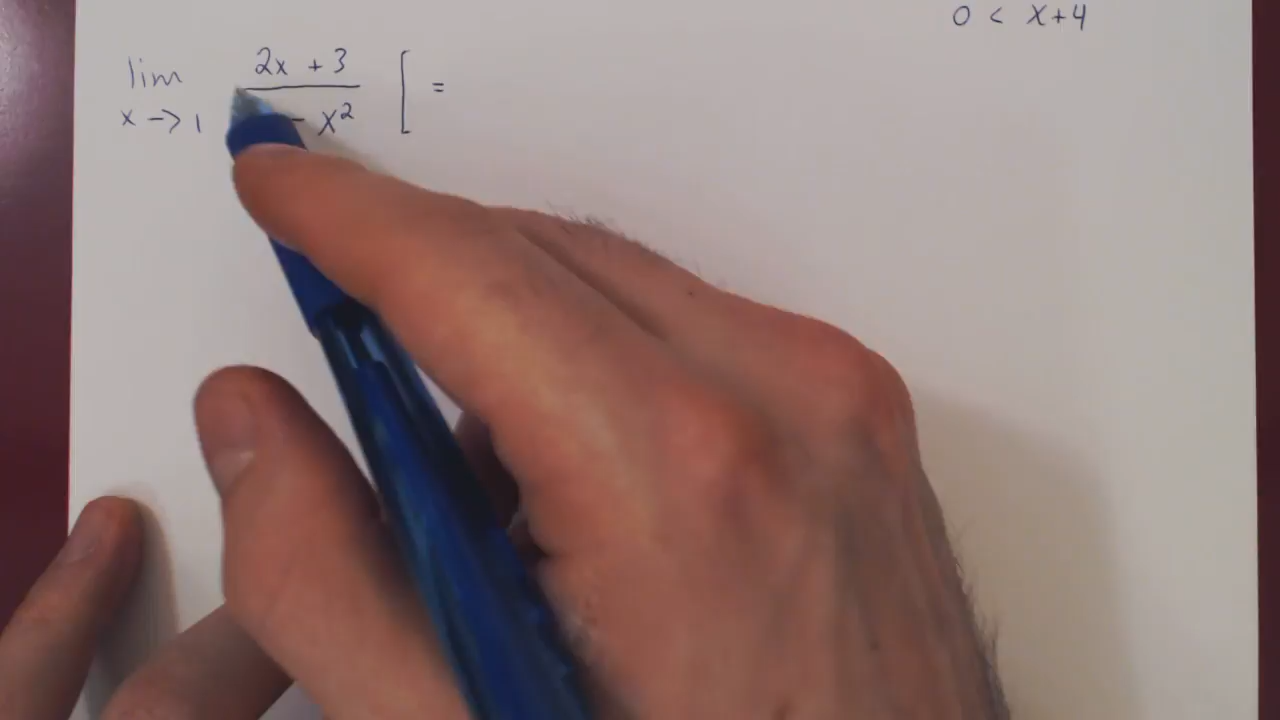 0 < x+4
lim 2x + 3 [ =
x -> 1 - x²